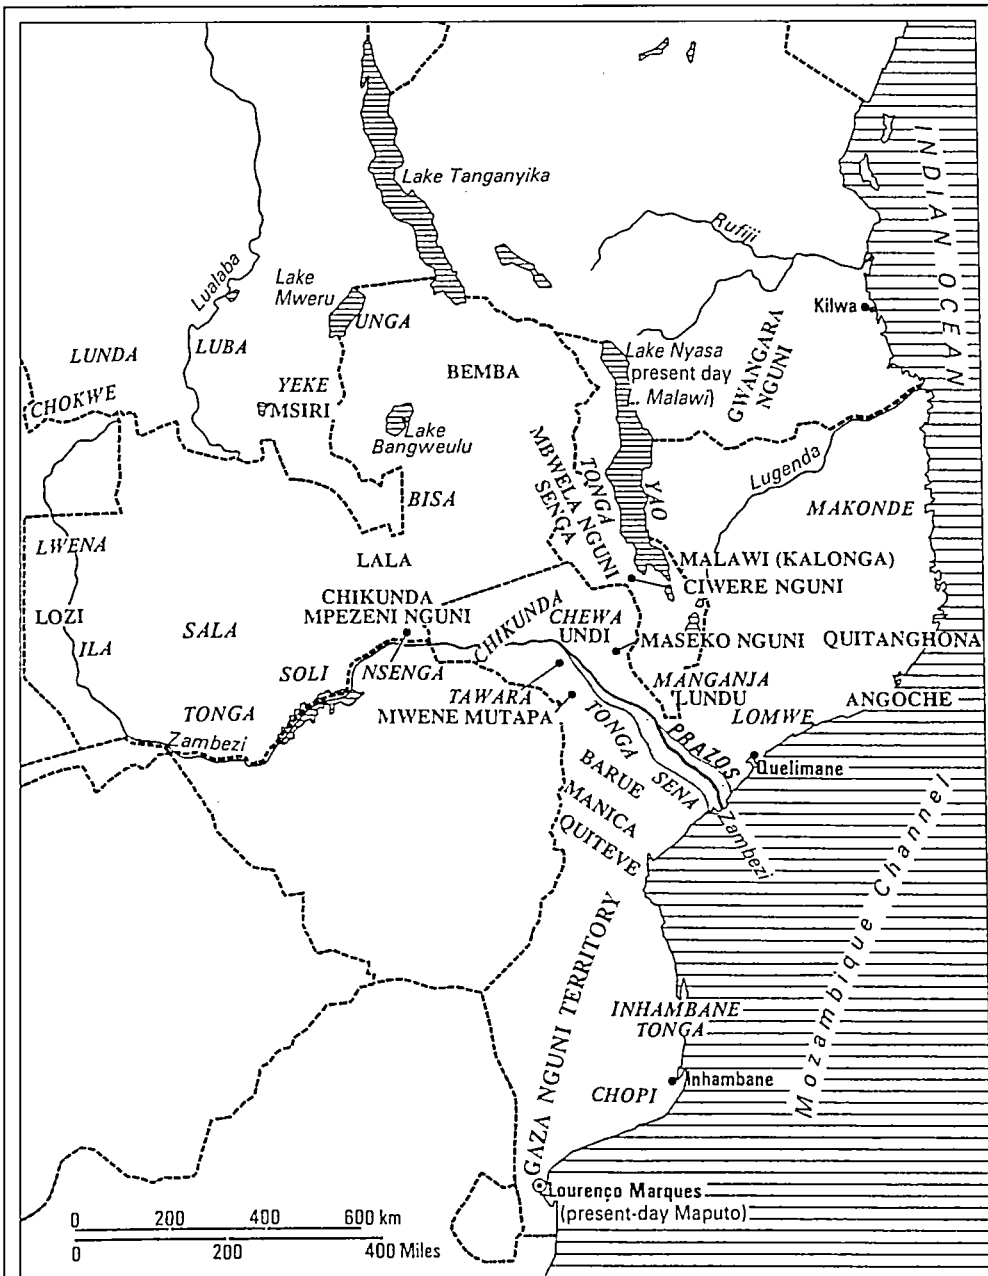 INDIAN OCEAN
Lake Tanganyika
Rufiji
Lualaba
Lake
Mweru
Kilwa
UNGA
LUNDA
LUBA
Lake Nyasa
(present day
L. Malawi)
GWANGARA
NGUNI
BEMBA
YEKE
MSIRI
CHOKWE
Lake
Bangweulu
MBWELA NGUNI
SENGA
TONGA
YAO
Lugenda
BISA
MAKONDE
LWENA
LALA
MALAWI (KALONGA)
CIWERE NGUNI
CHIKUNDA
MPEZENI NGUNI
LOZI
ILA
SALA
CHIKUNDA
CHEWA
UNDI
MASEKO NGUNI
QUITANGHONA
SOLI
NSENGA
MANGANJA
LUNDU
TAWARA
MWENE MUTAPA
ANGOCHE
LOMWE
TONGA
Zambezi
TONGA
SENA
PRAZOS
Quelimane
BARUE
MANICA
QUITEVE
Zambezi
Mozambique Channel
GAZA NGUNI TERRITORY
INHAMBANE
TONGA
Inhambane
CHOPI
Lourenço Marques
(present-day Maputo)
0 200 400 600 km
0 200 400 Miles